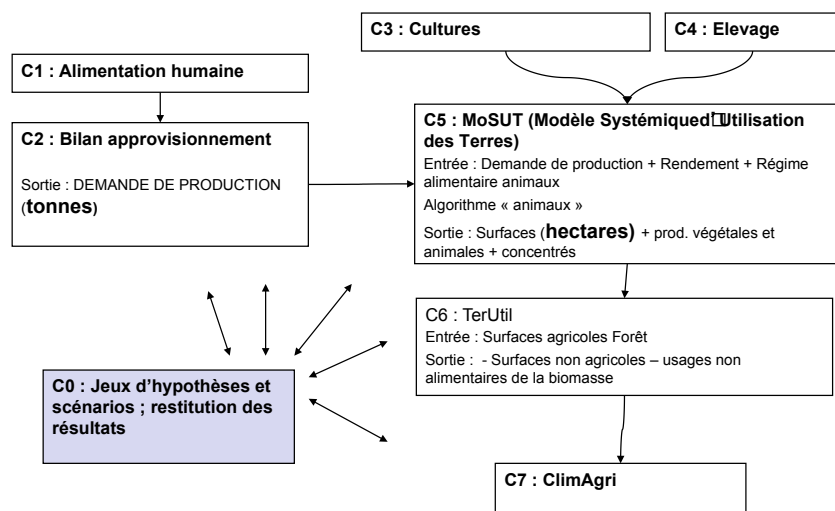 C3 : Cultures
C4 : Elevage
C1 : Alimentation humaine
C2 : Bilan approvisionnement
Sortie : DEMANDE DE PRODUCTION
(tonnes)
C5 : MoSUT (Modèle Systémiqued'Utilisation
des Terres)
Entrée : Demande de production + Rendement + Régime
alimentaire animaux
Algorithme « animaux »
Sortie : Surfaces (hectares) + prod. végétales et
animales + concentrés
C6 : TerUtil
Entrée : Surfaces agricoles Forêt
Sortie : - Surfaces non agricoles – usages non
alimentaires de la biomasse
C0 : Jeux d'hypothèses et
scénarios ; restitution des
résultats
C7 : ClimAgri